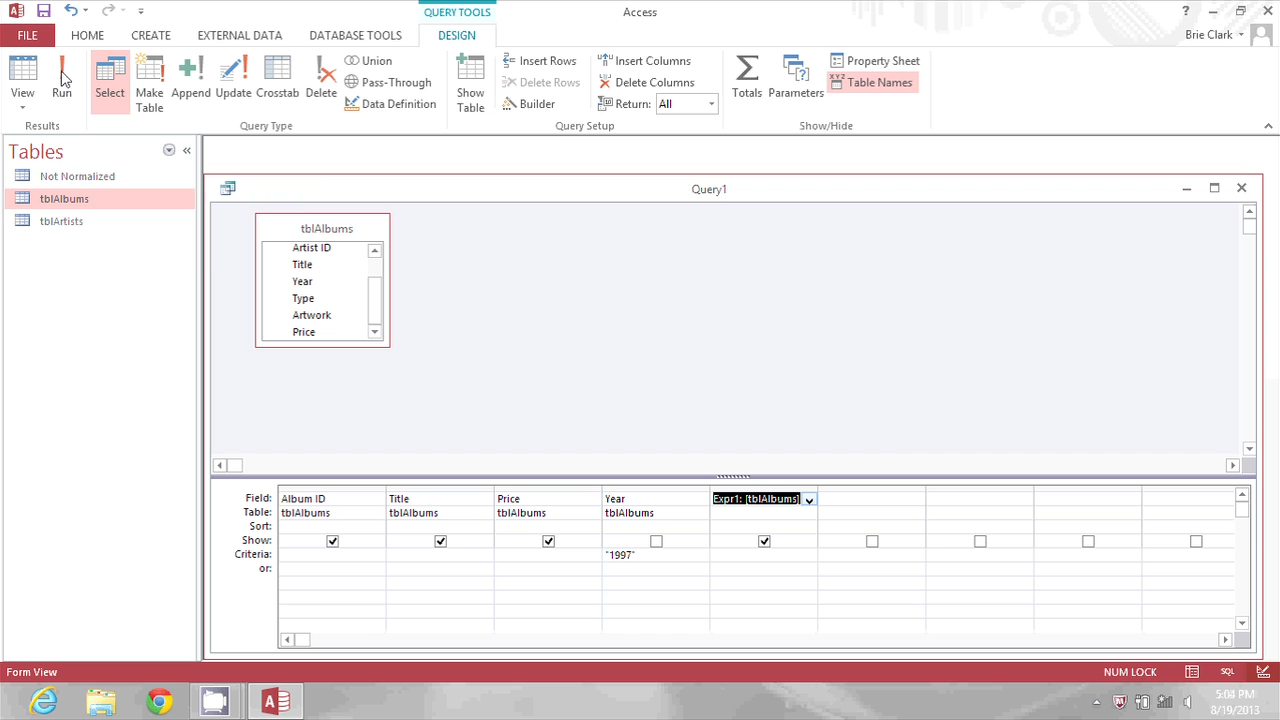 QUERY TOOLS
Access
FILE
HOME
CREATE
EXTERNAL DATA
DATABASE TOOLS
DESIGN
Brie Clark
View
Run
Results
Select
Make Table
Append
Update
Crosstab
Delete
Union
Pass-Through
Data Definition
Query Type
Show Table
Insert Rows
Delete Rows
Builder
Insert Columns
Delete Columns
Return: All
Query Setup
Totals
Parameters
Property Sheet
XYZ Table Names
Show/Hide
Tables
Not Normalized
tblAlbums
tblArtists
Query1
tblAlbums
Artist ID
Title
Year
Type
Artwork
Price
Field: Album ID Title Price Year Expr1: [tblAlbums]
Table: tblAlbums tblAlbums tblAlbums tblAlbums
Sort:
Show:
Criteria: "1997"
or:
Form View
NUM LOCK
SQL
5:04 PM
8/19/2013